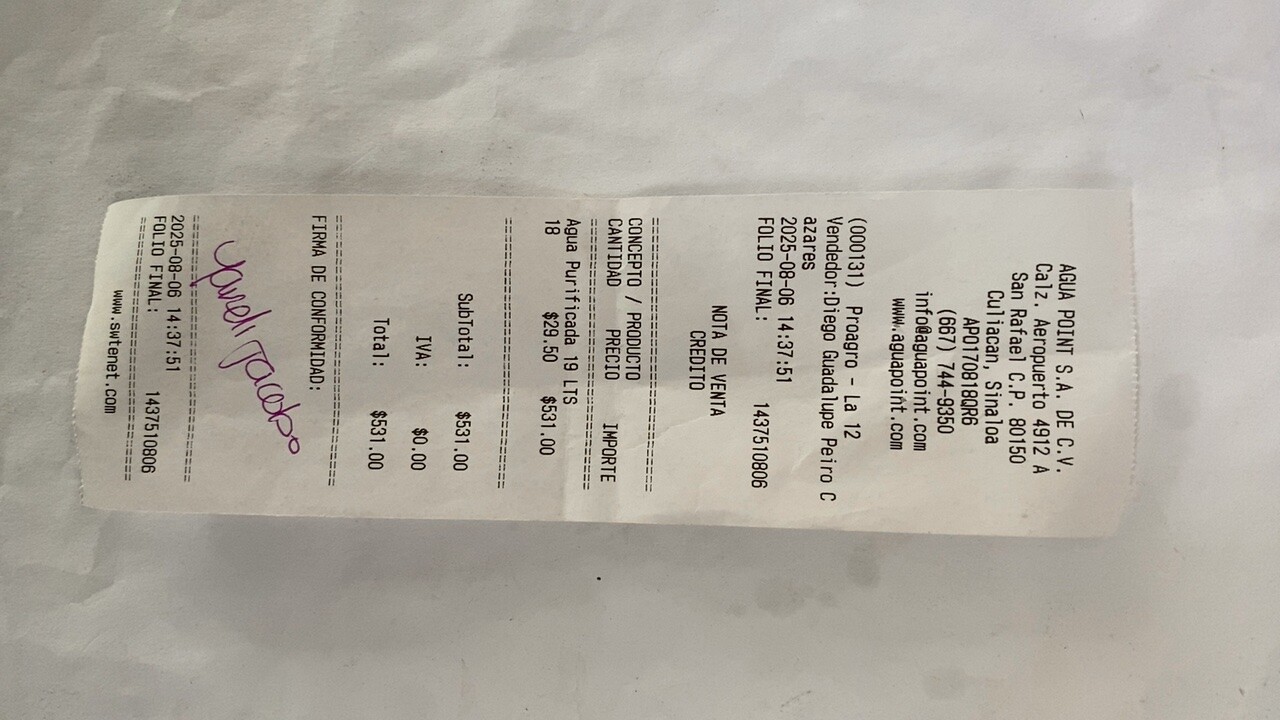 AGUA POINT S.A. DE C.V.
Calz. Aeropuerto 4912 A
San Rafael C.P. 80150
Culiacan, Sinaloa
APO170818QR6
(667) 744-9350
info@aguapoint.com
www.aguapoint.com
(000131) Proagro - La 12
Vendedor:Diego Guadalupe Peiro C
azares
2025-08-06 14:37:51
FOLIO FINAL: 1437510806
NOTA DE VENTA
CREDITO
CONCEPTO / PRODUCTO
CANTIDAD PRECIO IMPORTE
Agua Purificada 19 LTS
18 $29.50 $531.00
SubTotal: $531.00
IVA: $0.00
Total: $531.00
FIRMA DE CONFORMIDAD:
Yareli Jacobo
2025-08-06 14:37:51
FOLIO FINAL: 1437510806
www.swtenet.com